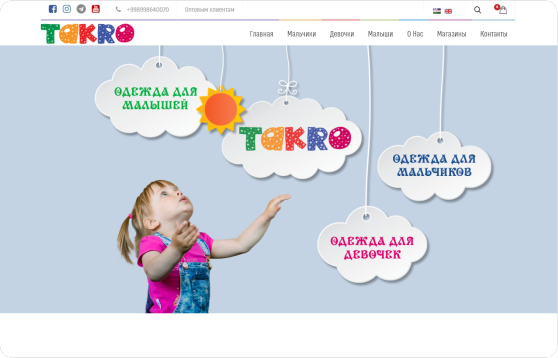 +998998640020 Оптовым клиентам
TAKRO
Главная Мальчики Девочки Малыши О Нас Магазины Контакты
ОДЕЖДА ДЛЯ
МАЛЫШЕЙ
TAKRO
ОДЕЖДА ДЛЯ
МАЛЬЧИКОВ
ОДЕЖДА ДЛЯ
ДЕВОЧЕК